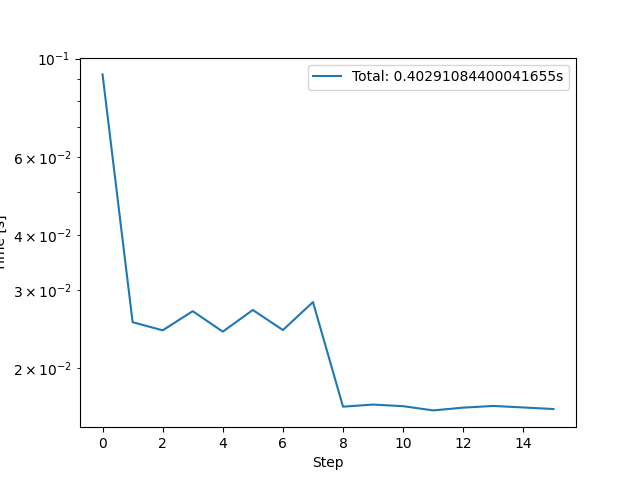 Total: 0.40291084400041655s
10⁻¹
6 × 10⁻²
4 × 10⁻²
3 × 10⁻²
2 × 10⁻²
0 2 4 6 8 10 12 14
Step